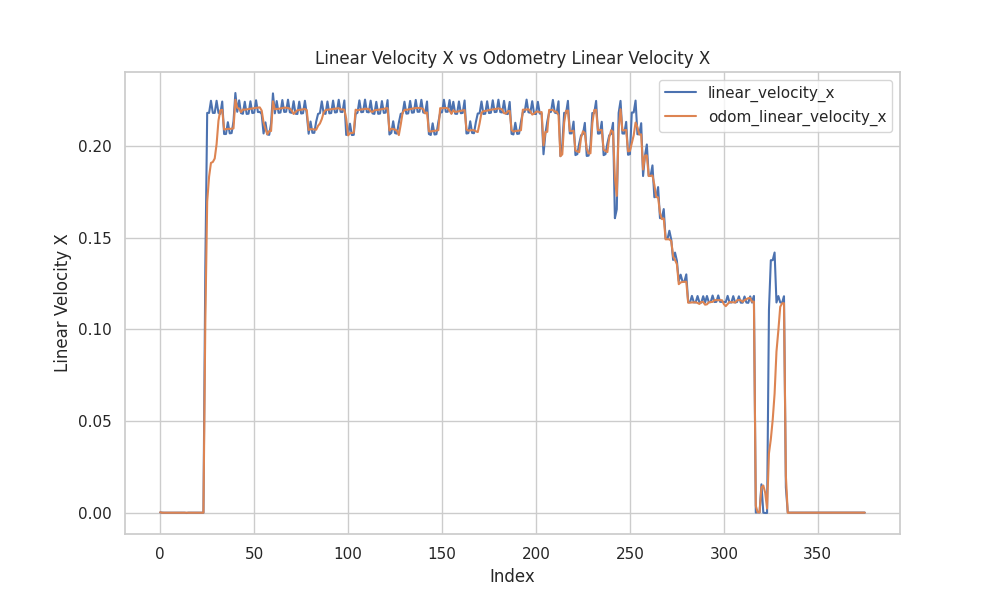 Linear Velocity X vs Odometry Linear Velocity X
linear_velocity_x
odom_linear_velocity_x
Linear Velocity X
0.20
0.15
0.10
0.05
0.00
0 50 100 150 200 250 300 350
Index